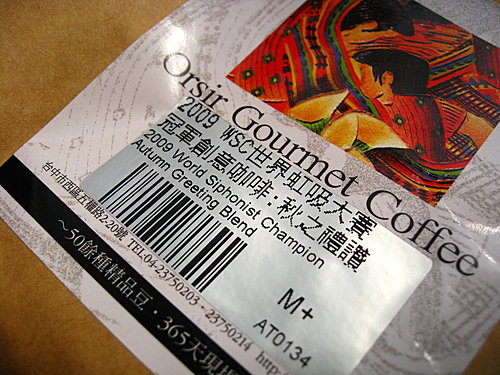 Orsir Gourmet Coffee
2009 WSC世界虹吸大賽
冠軍創意咖啡:秋之禮讚
2009 World Siphonist Champion
Autumn Greeting Blend
M+
AT0134
台中市西區五權路2-20號 TEL.04-23750203・23750214 http
～50餘種精品豆・365天現